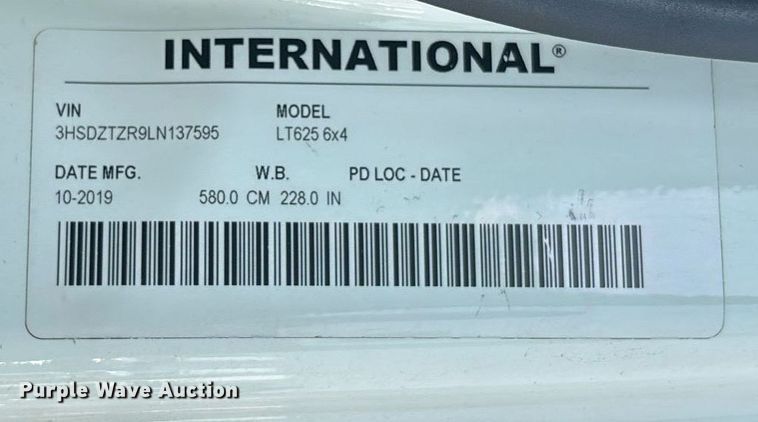 INTERNATIONAL®
VIN MODEL
3HSDZTZR9LN137595 LT625 6x4
DATE MFG. W.B. PD LOC - DATE
10-2019 580.0 CM 228.0 IN
Purple Wave Auction